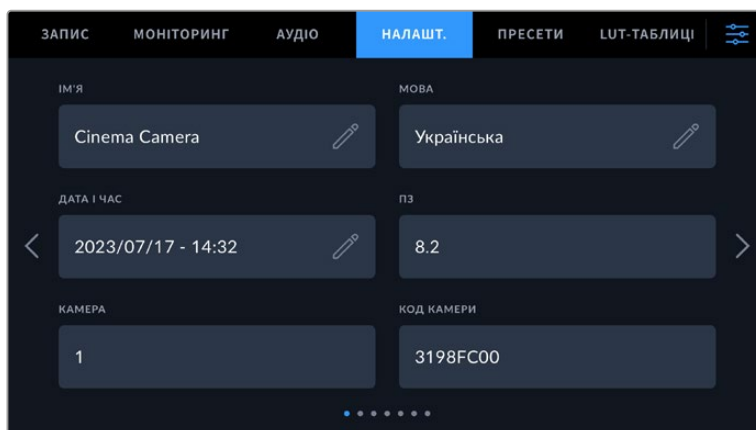 ЗАПИС МОНІТОРИНГ АУДІО НАЛАШТ. ПРЕСЕТИ LUT-ТАБЛИЦІ
ІМ'Я МОВА
Cinema Camera Українська
ДАТА І ЧАС ПЗ
2023/07/17 - 14:32 8.2
КАМЕРА КОД КАМЕРИ
1 3198FC00